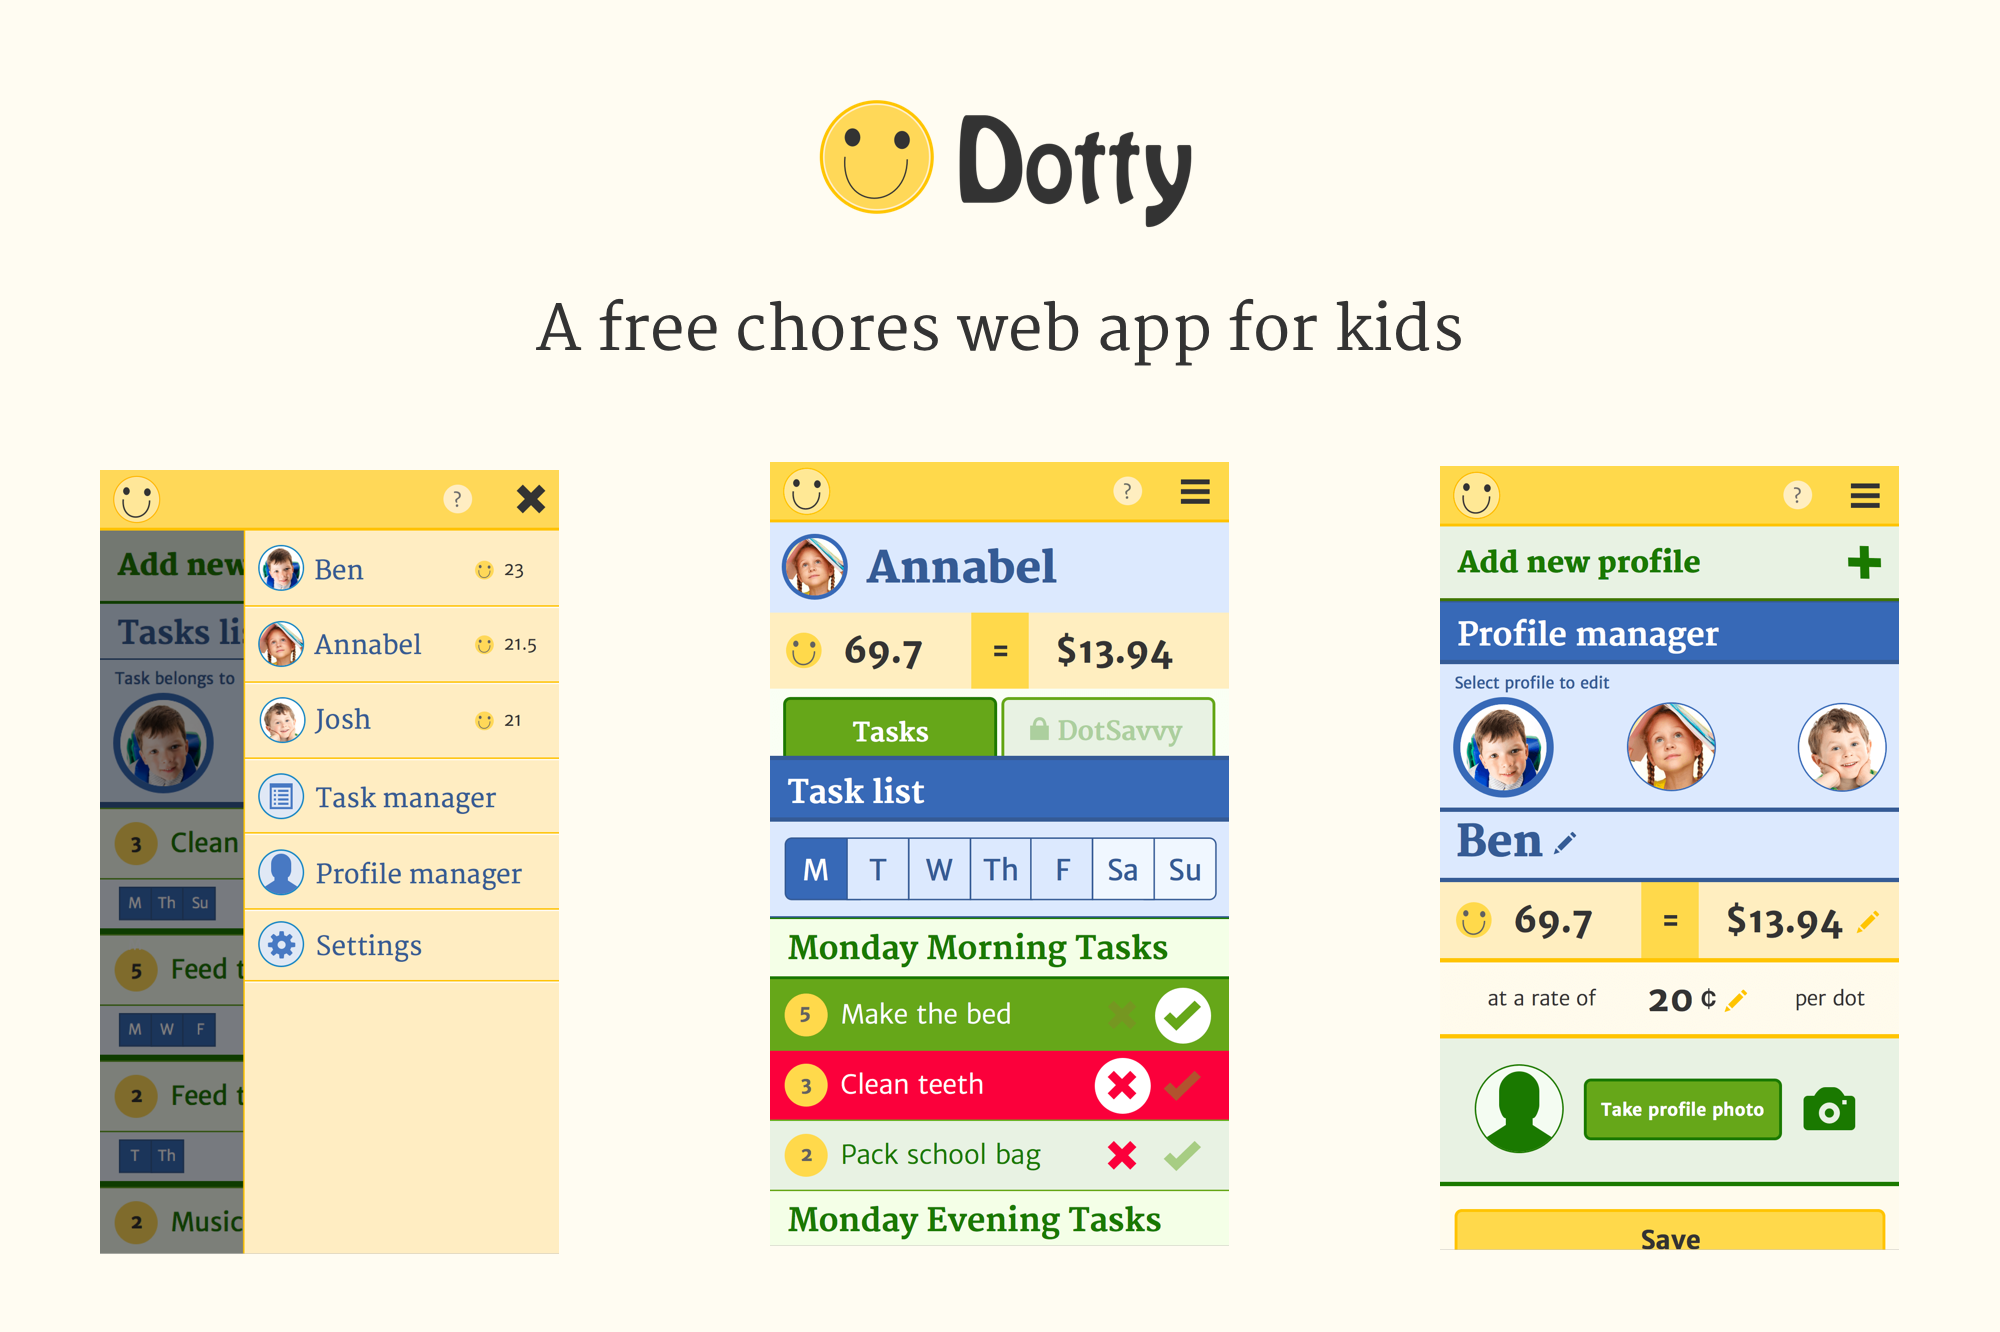 Dotty
A free chores web app for kids
?
Add new
Tasks li
Task belongs to
3 Clean
M Th Su
5 Feed t
M W F
2 Feed t
T Th
2 Music
Ben 23
Annabel 21.5
Josh 21
Task manager
Profile manager
Settings
?
Annabel
69.7 = $13.94
Tasks DotSavvy
Task list
M T W Th F Sa Su
Monday Morning Tasks
5 Make the bed
3 Clean teeth
2 Pack school bag
Monday Evening Tasks
?
Add new profile
Profile manager
Select profile to edit
Ben
69.7 = $13.94
at a rate of 20 ¢ per dot
Take profile photo
Save